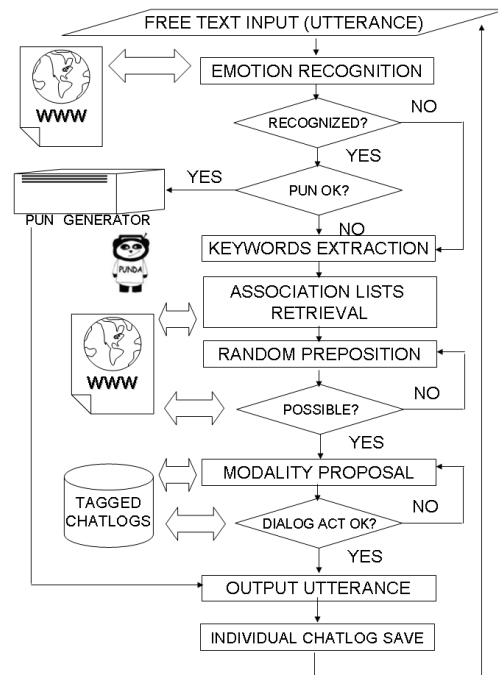 FREE TEXT INPUT (UTTERANCE)
EMOTION RECOGNITION
WWW
RECOGNIZED?
NO
YES
PUN OK?
YES
PUN GENERATOR
NO
KEYWORDS EXTRACTION
PUNDA
ASSOCIATION LISTS
RETRIEVAL
RANDOM PREPOSITION
WWW
POSSIBLE?
NO
YES
MODALITY PROPOSAL
TAGGED
CHATLOGS
DIALOG ACT OK?
NO
YES
OUTPUT UTTERANCE
INDIVIDUAL CHATLOG SAVE